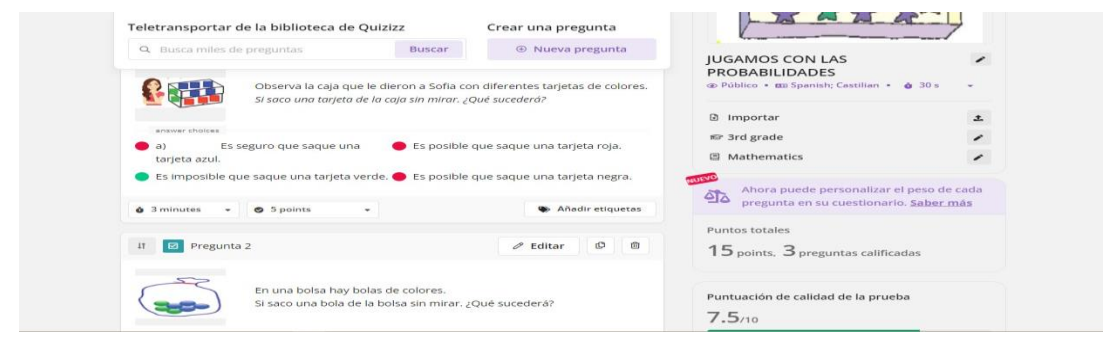 Teletransportar de la biblioteca de Quizizz
Crear una pregunta
Busca miles de preguntas
Buscar
Nueva pregunta
Observa la caja que le dieron a Sofia con diferentes tarjetas de colores.
Si saco una tarjeta de la caja sin mirar. ¿Qué sucederá?
answer choices
a) Es seguro que saque una
tarjeta azul.
Es posible que saque una tarjeta roja.
Es imposible que saque una tarjeta verde.
Es posible que saque una tarjeta negra.
3 minutes
5 points
Añadir etiquetas
Pregunta 2
Editar
En una bolsa hay bolas de colores.
Si saco una bola de la bolsa sin mirar. ¿Qué sucederá?
JUGAMOS CON LAS
PROBABILIDADES
Público • Spanish; Castilian • 30 s
Importar
3rd grade
Mathematics
NUEVO
Ahora puede personalizar el peso de cada
pregunta en su cuestionario. Saber más
Puntos totales
15 points, 3 preguntas calificadas
Puntuación de calidad de la prueba
7.5/10